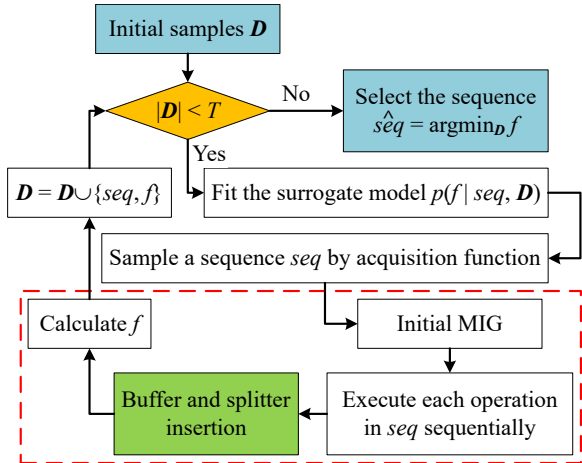 Initial samples D
|D| < T
No
Select the sequence
sêq = argmin_D f
Yes
D = D∪{seq, f}
Fit the surrogate model p(f | seq, D)
Sample a sequence seq by acquisition function
Calculate f
Initial MIG
Buffer and splitter
insertion
Execute each operation
in seq sequentially